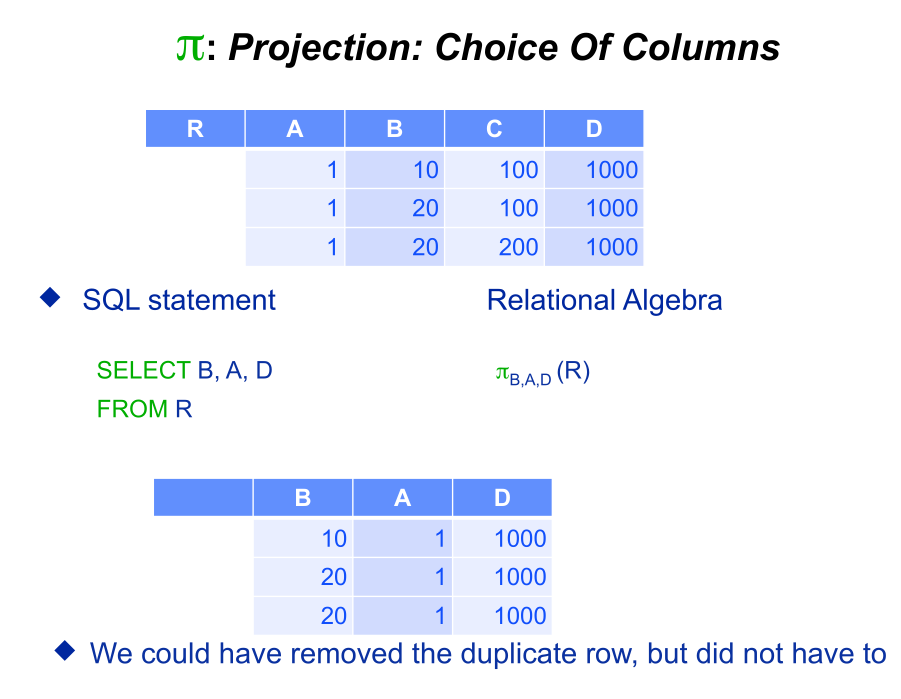 π: Projection: Choice Of Columns
R A B C D
1 10 100 1000
1 20 100 1000
1 20 200 1000
◆ SQL statement Relational Algebra
SELECT B, A, D πB,A,D (R)
FROM R
B A D
10 1 1000
20 1 1000
20 1 1000
◆ We could have removed the duplicate row, but did not have to